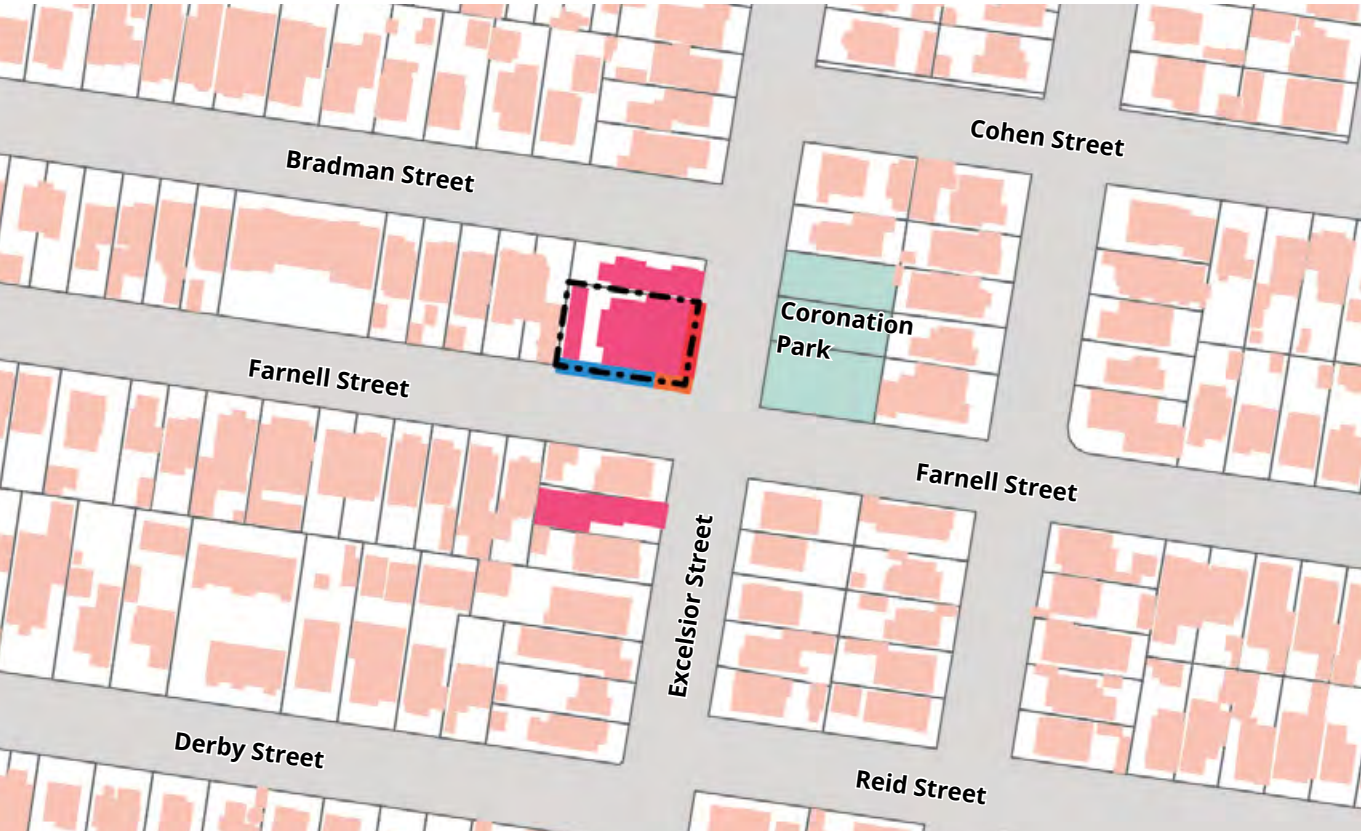 Cohen Street
Bradman Street
Coronation
Park
Farnell Street
Farnell Street
Excelsior Street
Derby Street
Reid Street